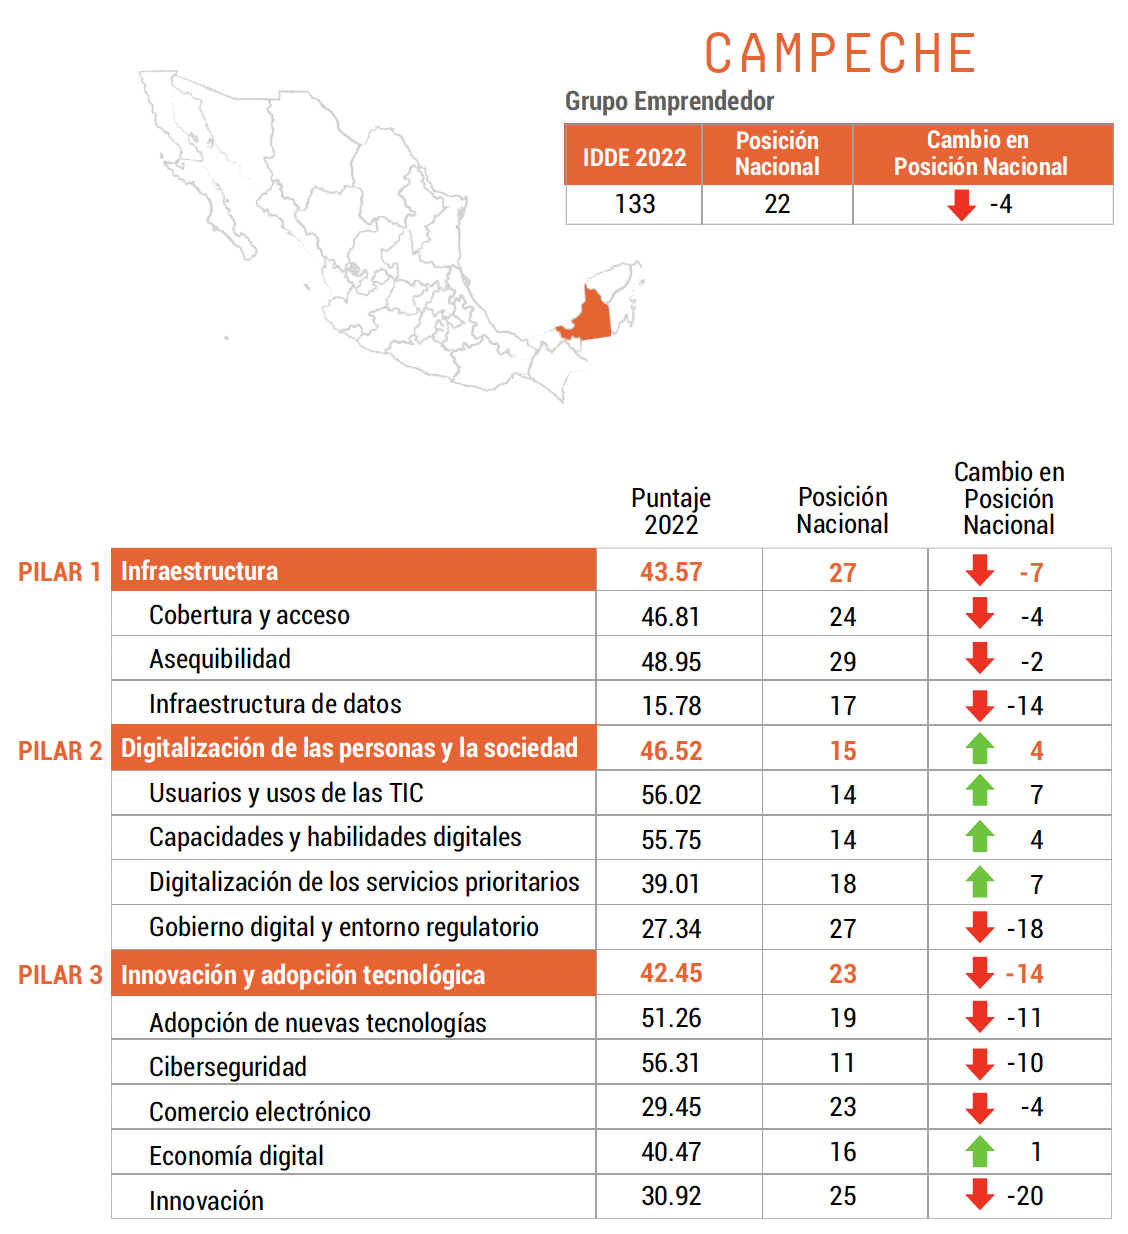 CAMPECHE
Grupo Emprendedor
IDDE 2022 Posición Nacional Cambio en Posición Nacional
133 22 -4
Puntaje 2022 Posición Nacional Cambio en Posición Nacional
PILAR 1 Infraestructura 43.57 27 -7
Cobertura y acceso 46.81 24 -4
Asequibilidad 48.95 29 -2
Infraestructura de datos 15.78 17 -14
PILAR 2 Digitalización de las personas y la sociedad 46.52 15 4
Usuarios y usos de las TIC 56.02 14 7
Capacidades y habilidades digitales 55.75 14 4
Digitalización de los servicios prioritarios 39.01 18 7
Gobierno digital y entorno regulatorio 27.34 27 -18
PILAR 3 Innovación y adopción tecnológica 42.45 23 -14
Adopción de nuevas tecnologías 51.26 19 -11
Ciberseguridad 56.31 11 -10
Comercio electrónico 29.45 23 -4
Economía digital 40.47 16 1
Innovación 30.92 25 -20